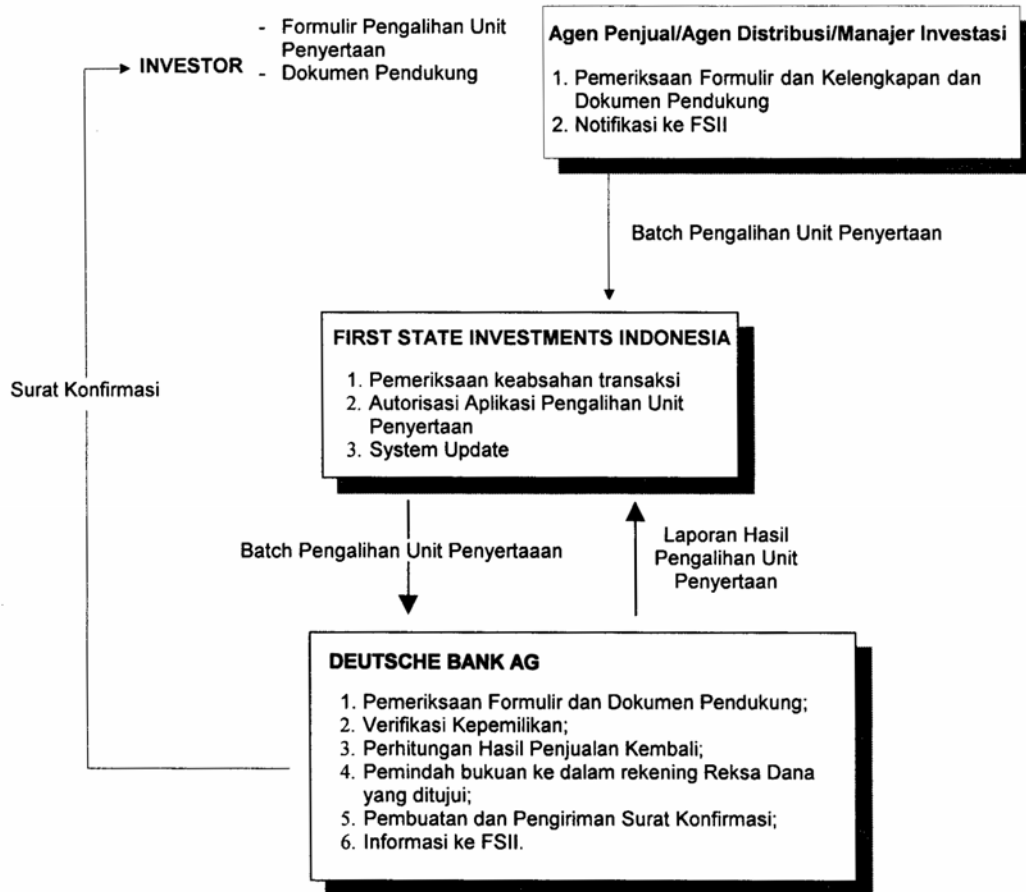 - Formulir Pengalihan Unit
Penyertaan
INVESTOR
- Dokumen Pendukung
Agen Penjual/Agen Distribusi/Manajer Investasi
1. Pemeriksaan Formulir dan Kelengkapan dan
Dokumen Pendukung
2. Notifikasi ke FSII
Batch Pengalihan Unit Penyertaan
FIRST STATE INVESTMENTS INDONESIA
1. Pemeriksaan keabsahan transaksi
2. Autorisasi Aplikasi Pengalihan Unit
Penyertaan
3. System Update
Surat Konfirmasi
Batch Pengalihan Unit Penyertaaan
Laporan Hasil
Pengalihan Unit
Penyertaan
DEUTSCHE BANK AG
1. Pemeriksaan Formulir dan Dokumen Pendukung;
2. Verifikasi Kepemilikan;
3. Perhitungan Hasil Penjualan Kembali;
4. Pemindah bukuan ke dalam rekening Reksa Dana
yang ditujui;
5. Pembuatan dan Pengiriman Surat Konfirmasi;
6. Informasi ke FSII.